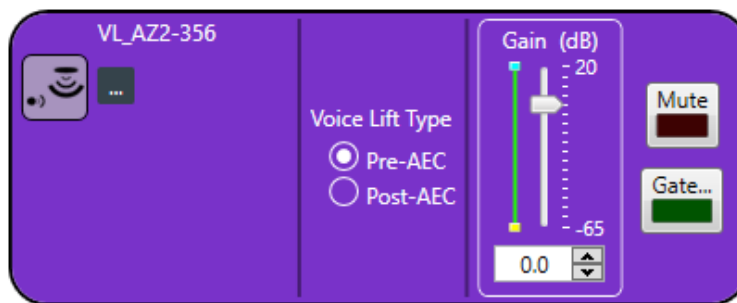 VL_AZ2-356
...
Voice Lift Type
Pre-AEC
Post-AEC
Gain (dB)
20
-65
0.0
Mute
Gate...